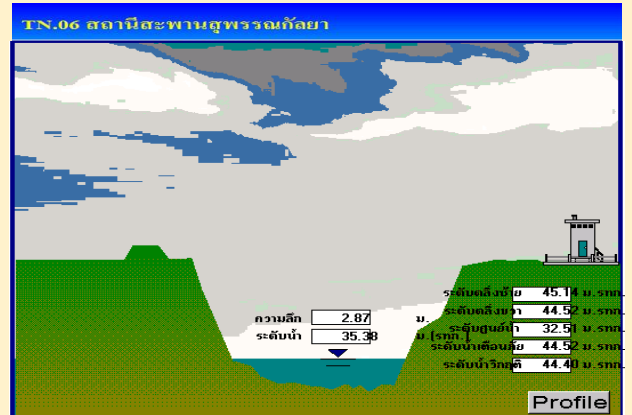 TN.06 สถานีสะพานสุพรรณกัลยา
ความลึก 2.87 ม.
ระดับน้ำ 35.38 ม.(รทก.)
ระดับตลิ่งซ้าย 45.14 ม.รทก.
ระดับตลิ่งขวา 44.52 ม.รทก.
ระดับศูนย์น้ำ 32.51 ม.รทก.
ระดับน้ำเตือนภัย 44.52 ม.รทก.
ระดับน้ำวิกฤติ 44.40 ม.รทก.
Profile